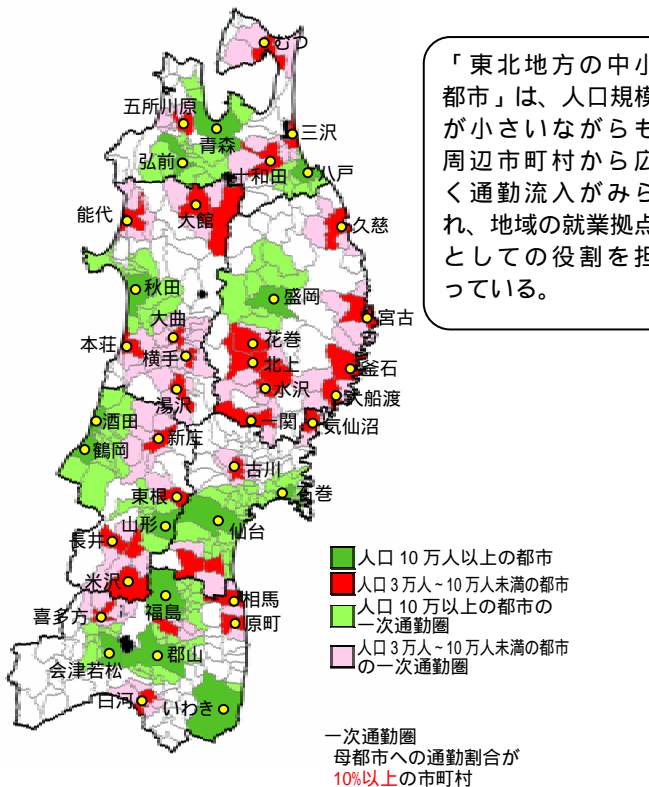 むつ
五所川原
青森
三沢
弘前
十和田
八戸
能代
大館
久慈
秋田
盛岡
宮古
大曲
花巻
本荘
横手
北上
釜石
水沢
大船渡
湯沢
一関
気仙沼
酒田
新庄
鶴岡
古川
東根
石巻
山形
仙台
長井
米沢
相馬
福島
喜多方
原町
会津若松
郡山
白河
いわき
「東北地方の中小
都市」は、人口規模
が小さいながらも
周辺市町村から広
く通勤流入がみら
れ、地域の就業拠点
としての役割を担
っている。
人口10万人以上の都市
人口3万人~10万人未満の都市
人口10万以上の都市の
一次通勤圏
人口3万人~10万人未満の都市
の一次通勤圏
一次通勤圏
母都市への通勤割合が
10%以上の市町村